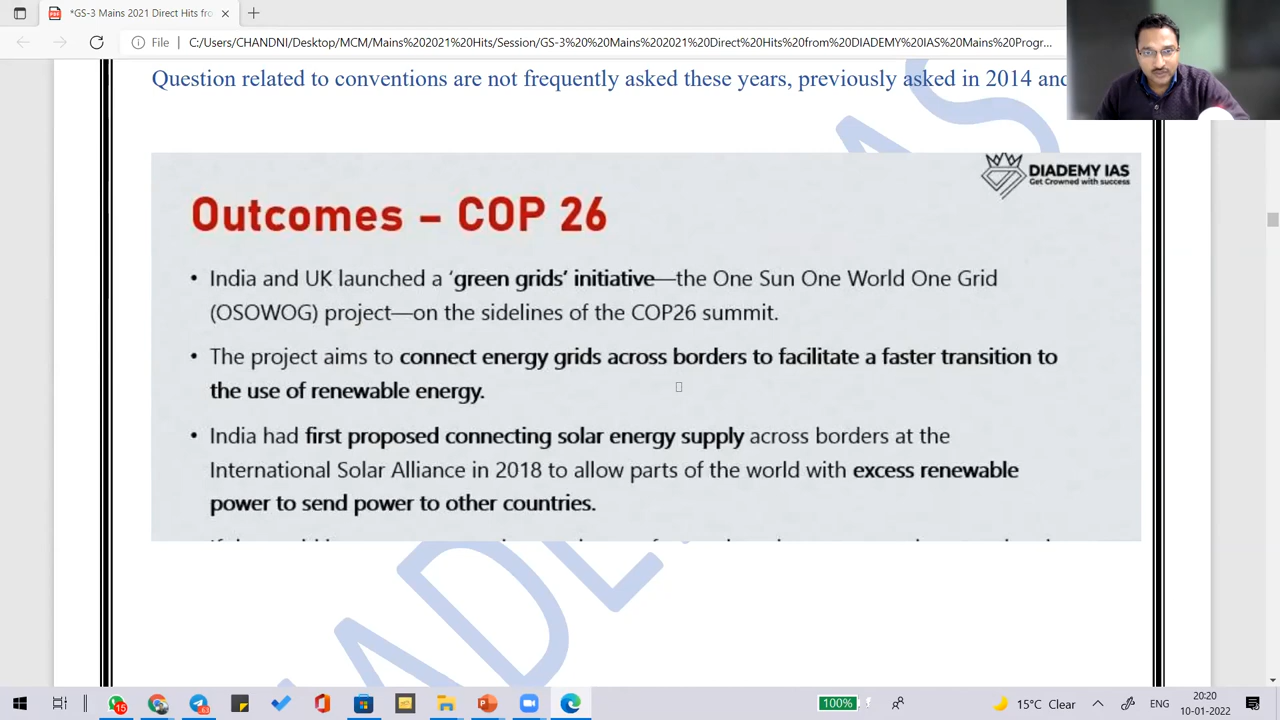 *GS-3 Mains 2021 Direct Hits fro
File
C:/Users/CHANDNI/Desktop/MCM/Mains%202021%20Hits/Session/GS-3%20%20Mains%202021%20Direct%20Hits%20from%20DIADEMY%20IAS%20Mains%20Progr...
Question related to conventions are not frequently asked these years, previously asked in 2014 and
DIADEMY IAS
Get Crowned with success
Outcomes – COP 26
• India and UK launched a ‘green grids’ initiative—the One Sun One World One Grid
(OSOWOG) project—on the sidelines of the COP26 summit.
• The project aims to connect energy grids across borders to facilitate a faster transition to
the use of renewable energy.
• India had first proposed connecting solar energy supply across borders at the
International Solar Alliance in 2018 to allow parts of the world with excess renewable
power to send power to other countries.
15
100%
15°C Clear
ENG
20:20
10-01-2022